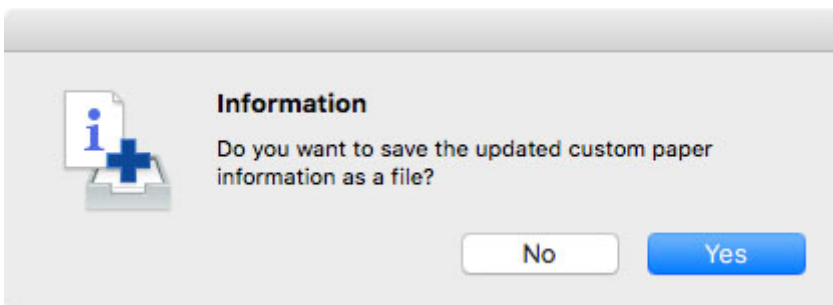 Information
Do you want to save the updated custom paper
information as a file?
No
Yes